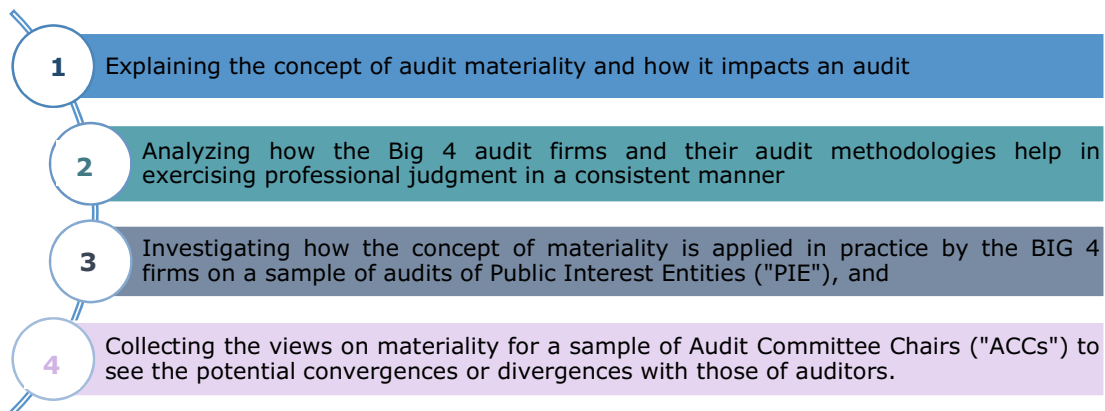 1
Explaining the concept of audit materiality and how it impacts an audit
2
Analyzing how the Big 4 audit firms and their audit methodologies help in
exercising professional judgment in a consistent manner
3
Investigating how the concept of materiality is applied in practice by the BIG 4
firms on a sample of audits of Public Interest Entities ("PIE"), and
4
Collecting the views on materiality for a sample of Audit Committee Chairs ("ACCs") to
see the potential convergences or divergences with those of auditors.